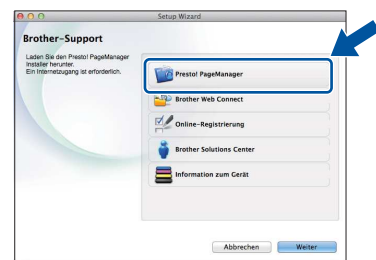 Setup Wizard
Brother-Support
Laden Sie den Presto! PageManager
Installer herunter.
Ein Internetzugang ist erforderlich.
Presto! PageManager
Brother Web Connect
Online-Registrierung
Brother Solutions Center
Information zum Gerät
Abbrechen
Weiter